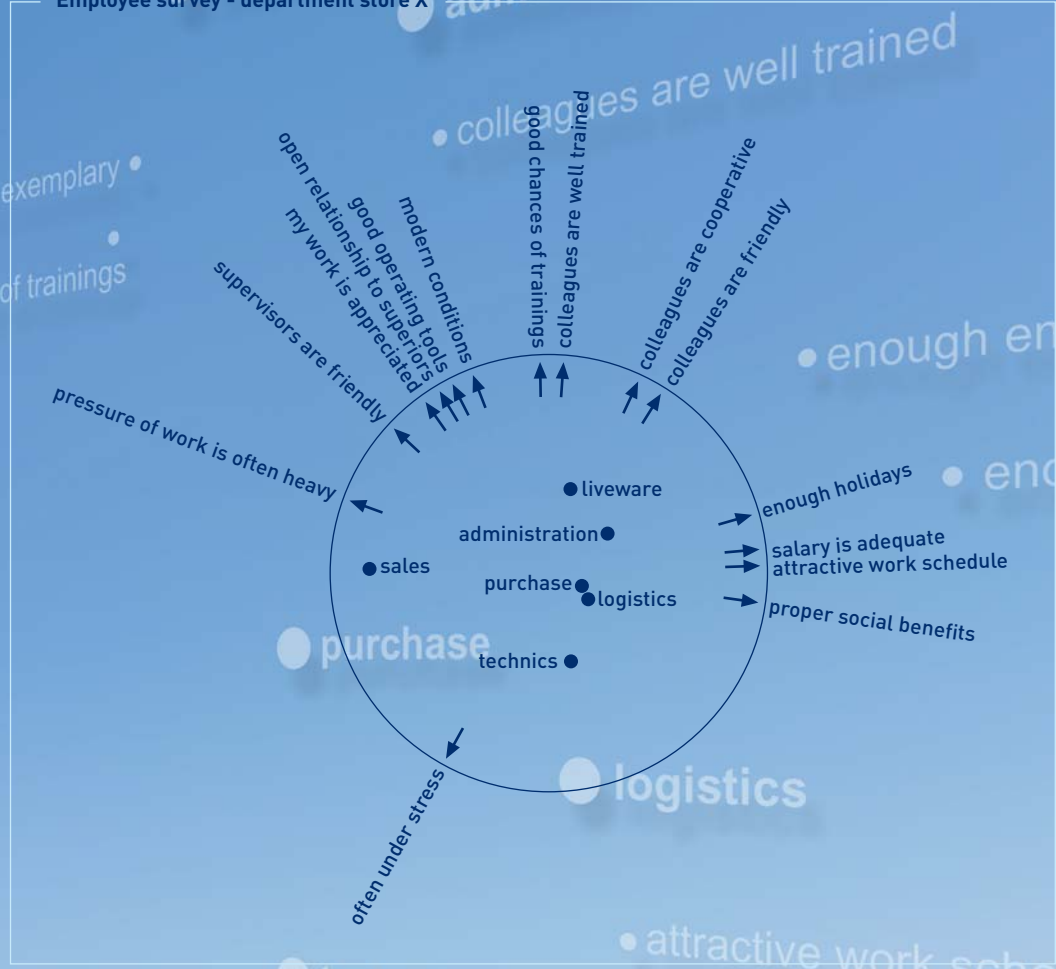 Employee survey - department store X
colleagues are well trained
exemplary
of trainings
open relationship to superiors
good operating tools
my work is appreciated
modern conditions
supervisors are friendly
pressure of work is often heavy
good chances of trainings
colleagues are well trained
colleagues are cooperative
colleagues are friendly
enough
enough holidays
salary is adequate
attractive work schedule
proper social benefits
liveware
administration
sales
purchase
logistics
technics
purchase
logistics
often under stress
attractive work